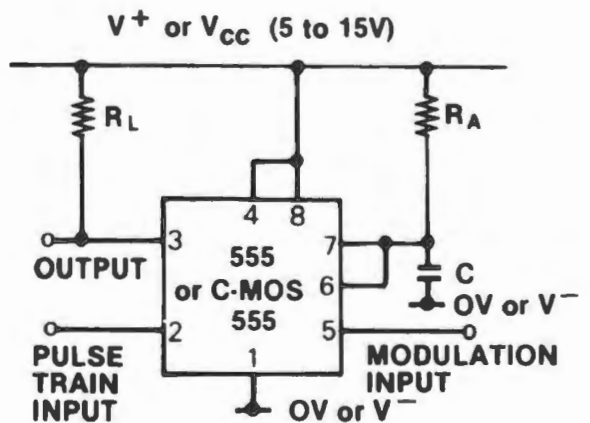 V+ or VCC (5 to 15V)
RL
RA
4 8
3
7
OUTPUT
555
or C-MOS
555
6
C
OV or V−
2
5
PULSE
TRAIN
INPUT
1
MODULATION
INPUT
OV or V−